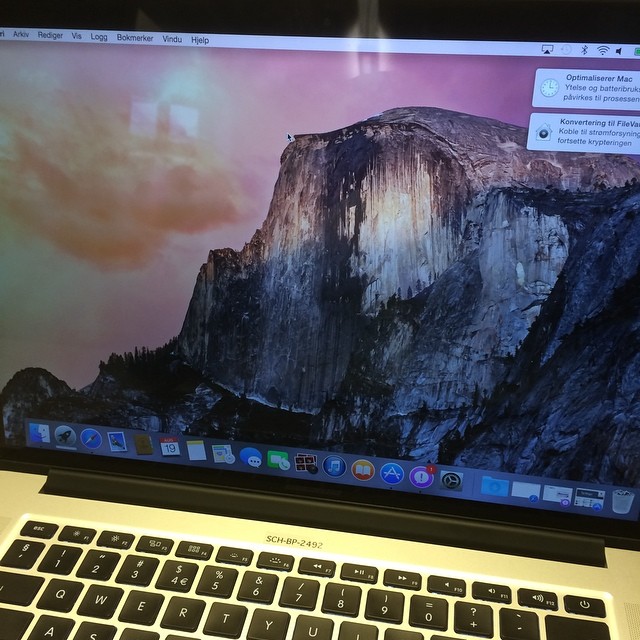 Arkiv Rediger Vis Logg Bokmerker Vindu Hjelp
Optimaliserer Mac
Ytelse og batteribruk
påvirkes til prosessen
Konvertering til FileVau
Koble til strømforsyning
fortsette krypteringen
19
SCH-BP-2492
esc F1 F2 F3 F4 F5 F6 F7 F8 F9 F10 F11 F12
§ ! 1 " 2 # 3 $ 4 € % 5 & 6 / 7 ( 8 ) 9 = 0 ? + _ -
Q W E R T Y U I
A S